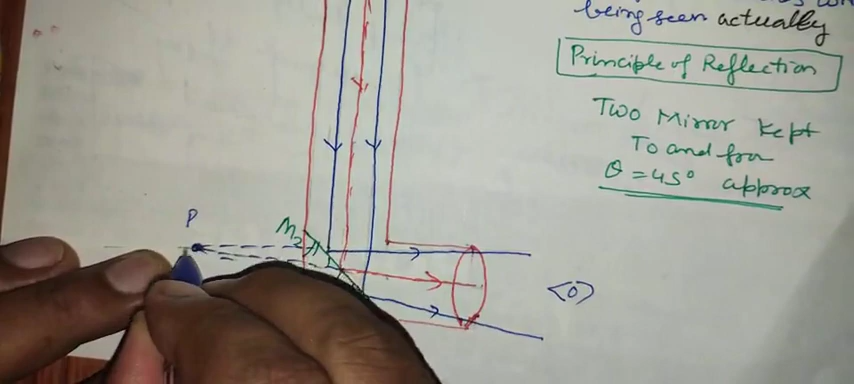 being seen actually
Principle of Reflection
Two Mirror kept
To and fro
θ = 45° approx
P
M2